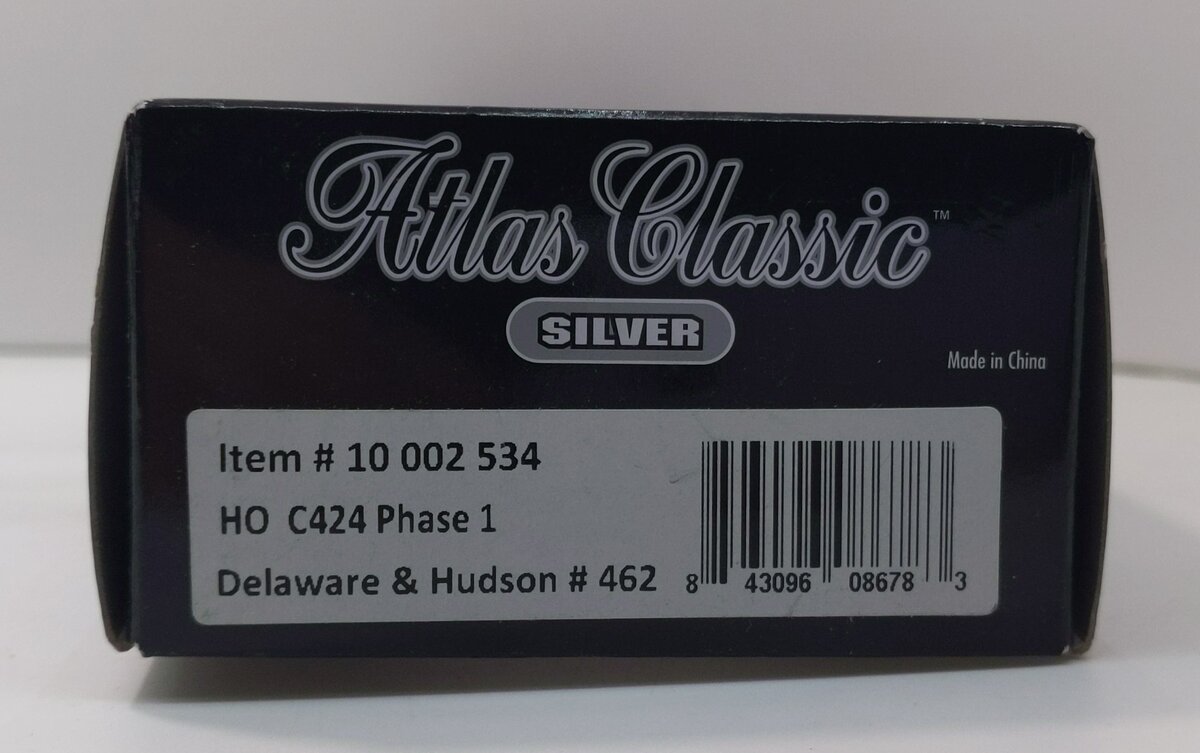 Atlas Classic™
SILVER
Made in China
Item # 10 002 534
HO C424 Phase 1
Delaware & Hudson # 462
8 43096 08678 3